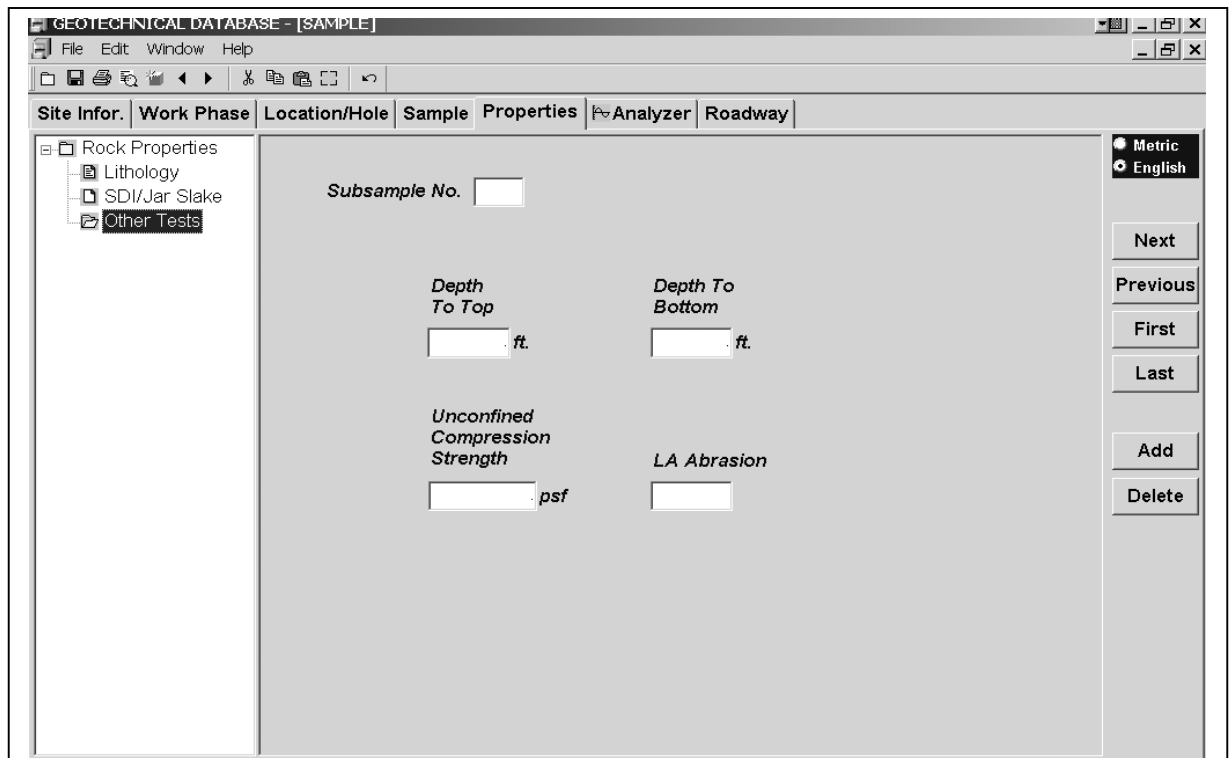 GEOTECHNICAL DATABASE - [SAMPLE]
File Edit Window Help
Site Infor. Work Phase Location/Hole Sample Properties Analyzer Roadway
Rock Properties
Lithology
SDI/Jar Slake
Other Tests
Subsample No.
Depth
To Top
ft.
Depth To
Bottom
ft.
Unconfined
Compression
Strength
psf
LA Abrasion
Metric
English
Next
Previous
First
Last
Add
Delete